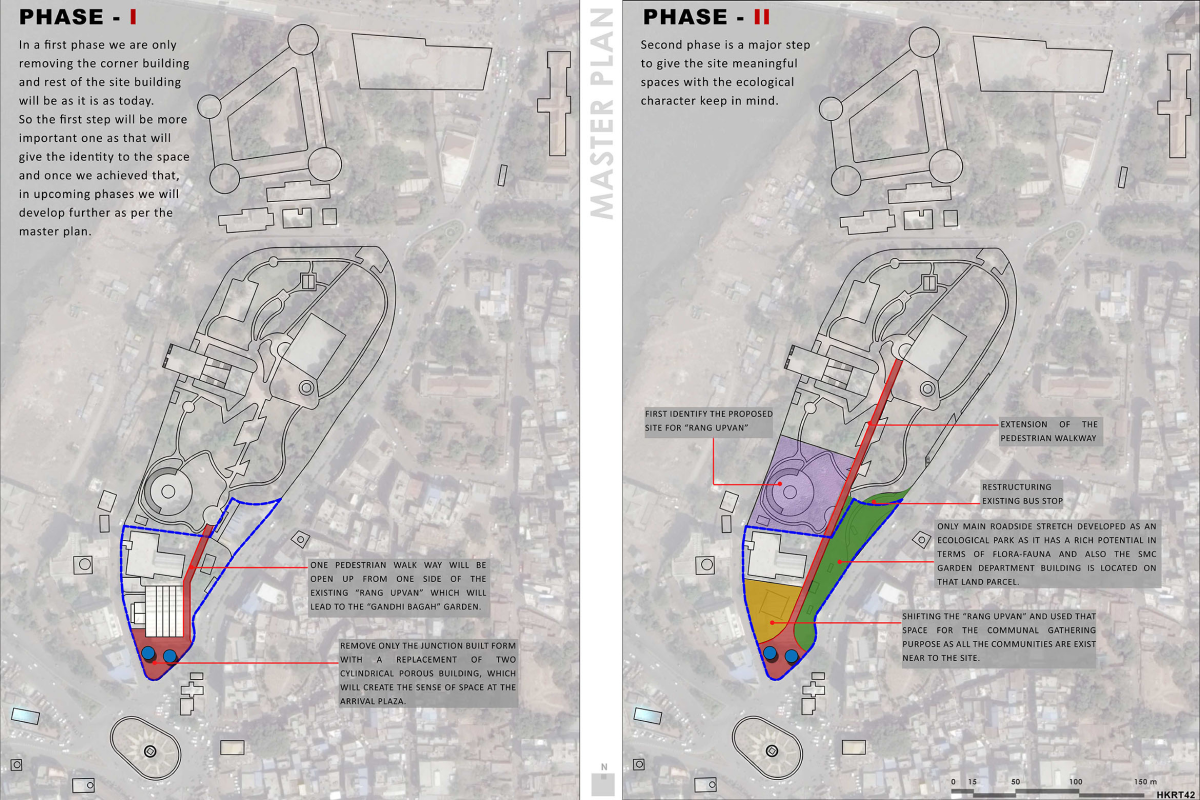 PHASE - I
In a first phase we are only
removing the corner building
and rest of the site building
will be as it is as today.
So the first step will be more
important one as that will
give the identity to the space
and once we achieved that,
in upcoming phases we will
develop further as per the
master plan.
ONE PEDESTRIAN WALK WAY WILL BE
OPEN UP FROM ONE SIDE OF THE
EXISTING "RANG UPVAN" WHICH WILL
LEAD TO THE "GANDHI BAGAH" GARDEN.
REMOVE ONLY THE JUNCTION BUILT FORM
WITH A REPLACEMENT OF TWO
CYLINDRICAL POROUS BUILDING, WHICH
WILL CREATE THE SENSE OF SPACE AT THE
ARRIVAL PLAZA.
MASTER PLAN
N
PHASE - II
Second phase is a major step
to give the site meaningful
spaces with the ecological
character keep in mind.
FIRST IDENTIFY THE PROPOSED
SITE FOR "RANG UPVAN"
EXTENSION OF THE
PEDESTRIAN WALKWAY
RESTRUCTURING
EXISTING BUS STOP
ONLY MAIN ROADSIDE STRETCH DEVELOPED AS AN
ECOLOGICAL PARK AS IT HAS A RICH POTENTIAL IN
TERMS OF FLORA-FAUNA AND ALSO THE SMC
GARDEN DEPARTMENT BUILDING IS LOCATED ON
THAT LAND PARCEL.
SHIFTING THE "RANG UPVAN" AND USED THAT
SPACE FOR THE COMMUNAL GATHERING
PURPOSE AS ALL THE COMMUNITIES ARE EXIST
NEAR TO THE SITE.
0 15 50 100 150 m
HKRT42